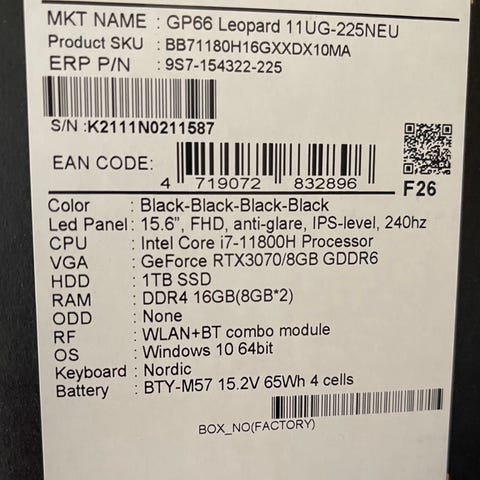 MKT NAME : GP66 Leopard 11UG-225NEU
Product SKU : BB71180H16GXXDX10MA
ERP P/N : 9S7-154322-225
S/N :K2111N0211587
EAN CODE:
4 719072 832896
F26
Color : Black-Black-Black-Black
Led Panel: 15.6", FHD, anti-glare, IPS-level, 240hz
CPU : Intel Core i7-11800H Processor
VGA : GeForce RTX3070/8GB GDDR6
HDD : 1TB SSD
RAM : DDR4 16GB(8GB*2)
ODD : None
RF : WLAN+BT combo module
OS : Windows 10 64bit
Keyboard : Nordic
Battery : BTY-M57 15.2V 65Wh 4 cells
BOX_NO(FACTORY)